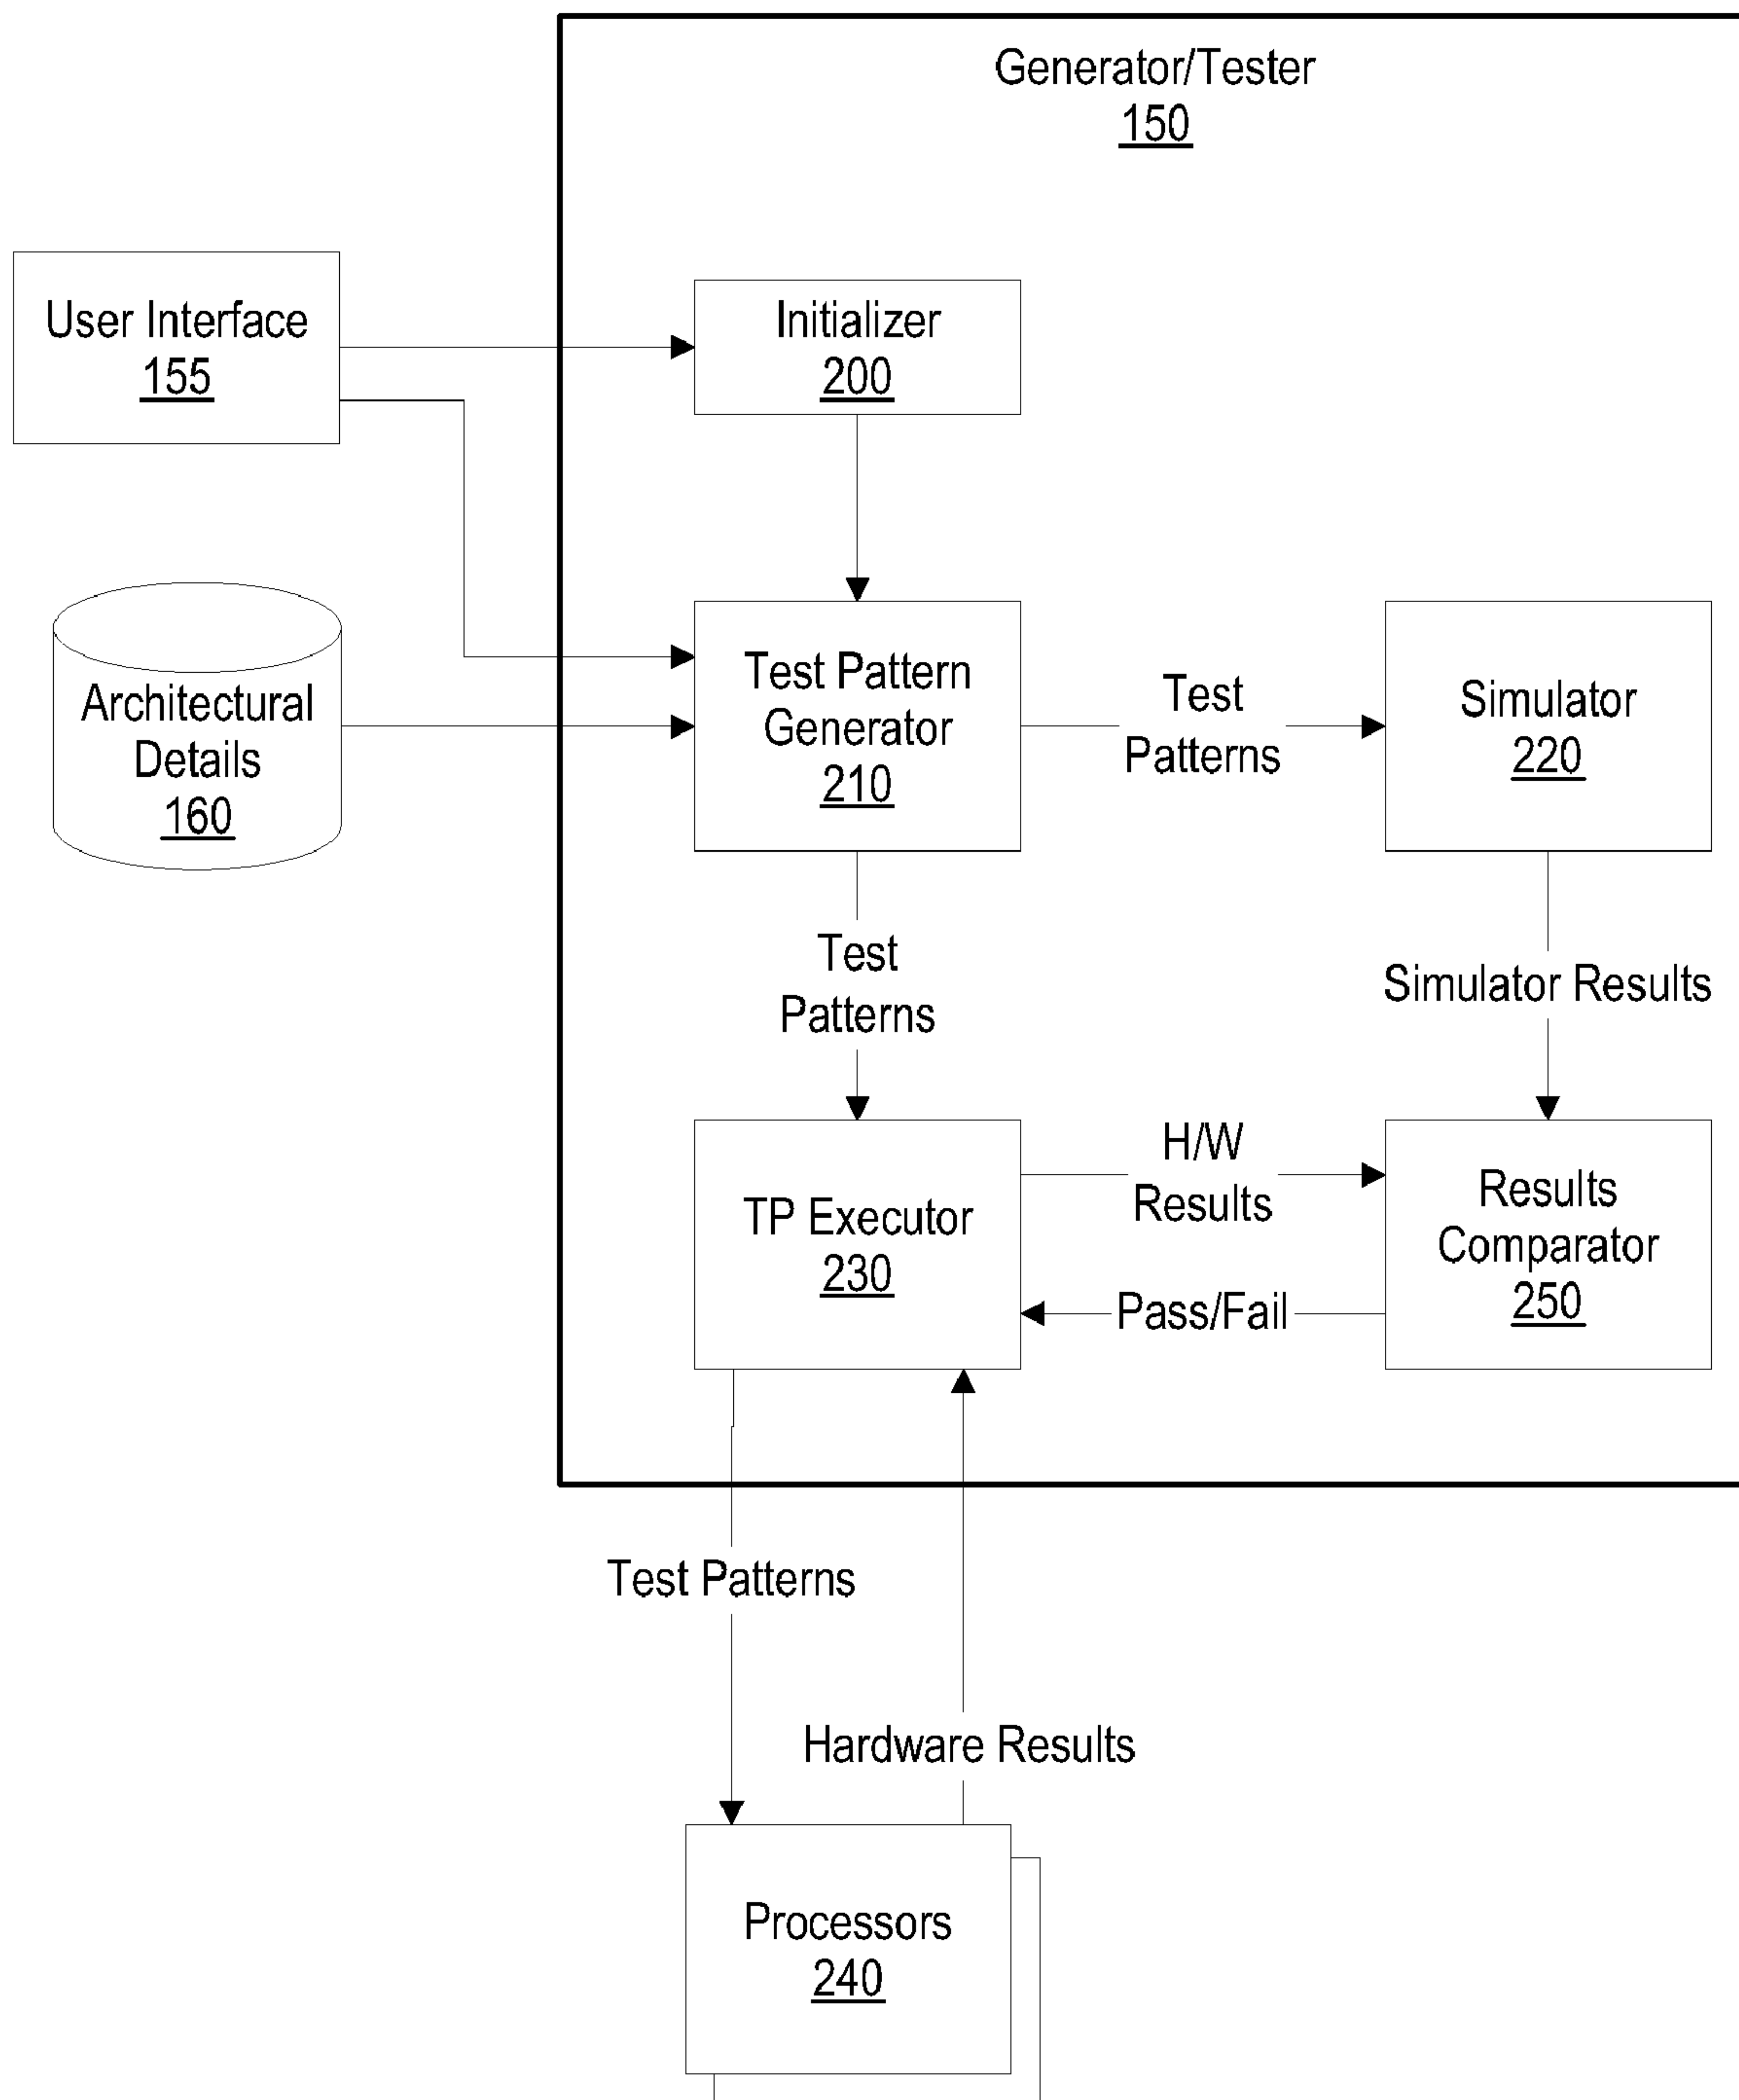 Generator/Tester
150
User Interface
155
Initializer
200
Architectural
Details
160
Test Pattern
Generator
210
Test
Patterns
Simulator
220
Test
Patterns
Simulator Results
TP Executor
230
H/W
Results
Pass/Fail
Results
Comparator
250
Test Patterns
Hardware Results
Processors
240